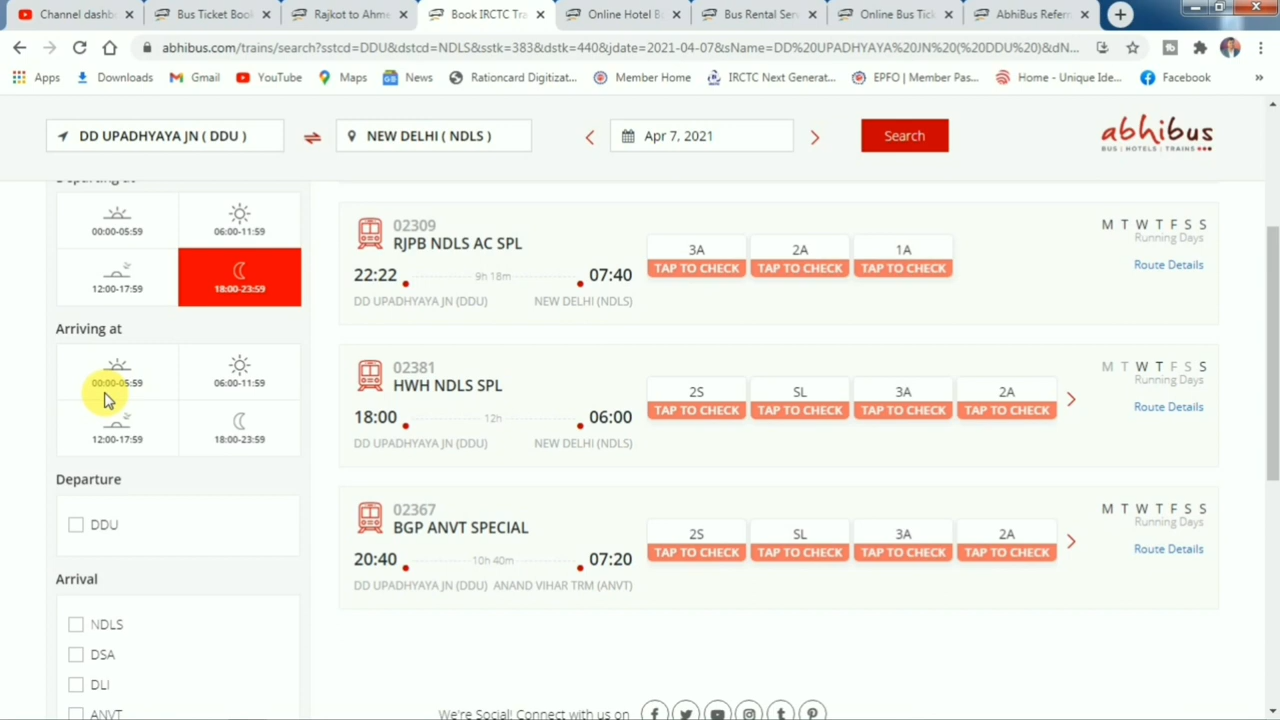 Channel dashb
Bus Ticket Book
Rajkot to Ahme
Book IRCTC Tra
Online Hotel B
Bus Rental Ser
Online Bus Tic
AbhiBus Referr
abhibus.com/trains/search?sstcd=DDU&dstcd=NDLS&sstk=383&dstk=440&jdate=2021-04-07&sName=DD%20UPADHYAYA%20JN%20(%20DDU%20)&dN...
Apps
Downloads
Gmail
YouTube
Maps
News
Rationcard Digitizat...
Member Home
IRCTC Next Generat...
EPFO | Member Pas...
Home - Unique Ide...
Facebook
»
DD UPADHYAYA JN ( DDU )
NEW DELHI ( NDLS )
Apr 7, 2021
Search
abhibus
BUS | HOTELS | TRAINS
Departing at
00:00-05:59
06:00-11:59
12:00-17:59
18:00-23:59
Arriving at
00:00-05:59
06:00-11:59
12:00-17:59
18:00-23:59
Departure
DDU
Arrival
NDLS
DSA
DLI
ANVT
02309
RJPB NDLS AC SPL
22:22
9h 18m
07:40
DD UPADHYAYA JN (DDU)
NEW DELHI (NDLS)
3A
2A
1A
TAP TO CHECK
TAP TO CHECK
TAP TO CHECK
M T W T F S S
Running Days
Route Details
02381
HWH NDLS SPL
18:00
12h
06:00
DD UPADHYAYA JN (DDU)
NEW DELHI (NDLS)
2S
SL
3A
2A
TAP TO CHECK
TAP TO CHECK
TAP TO CHECK
TAP TO CHECK
M T W T F S S
Running Days
Route Details
02367
BGP ANVT SPECIAL
20:40
10h 40m
07:20
DD UPADHYAYA JN (DDU)
ANAND VIHAR TRM (ANVT)
2S
SL
3A
2A
TAP TO CHECK
TAP TO CHECK
TAP TO CHECK
TAP TO CHECK
M T W T F S S
Running Days
Route Details
We're Social! Connect with us on